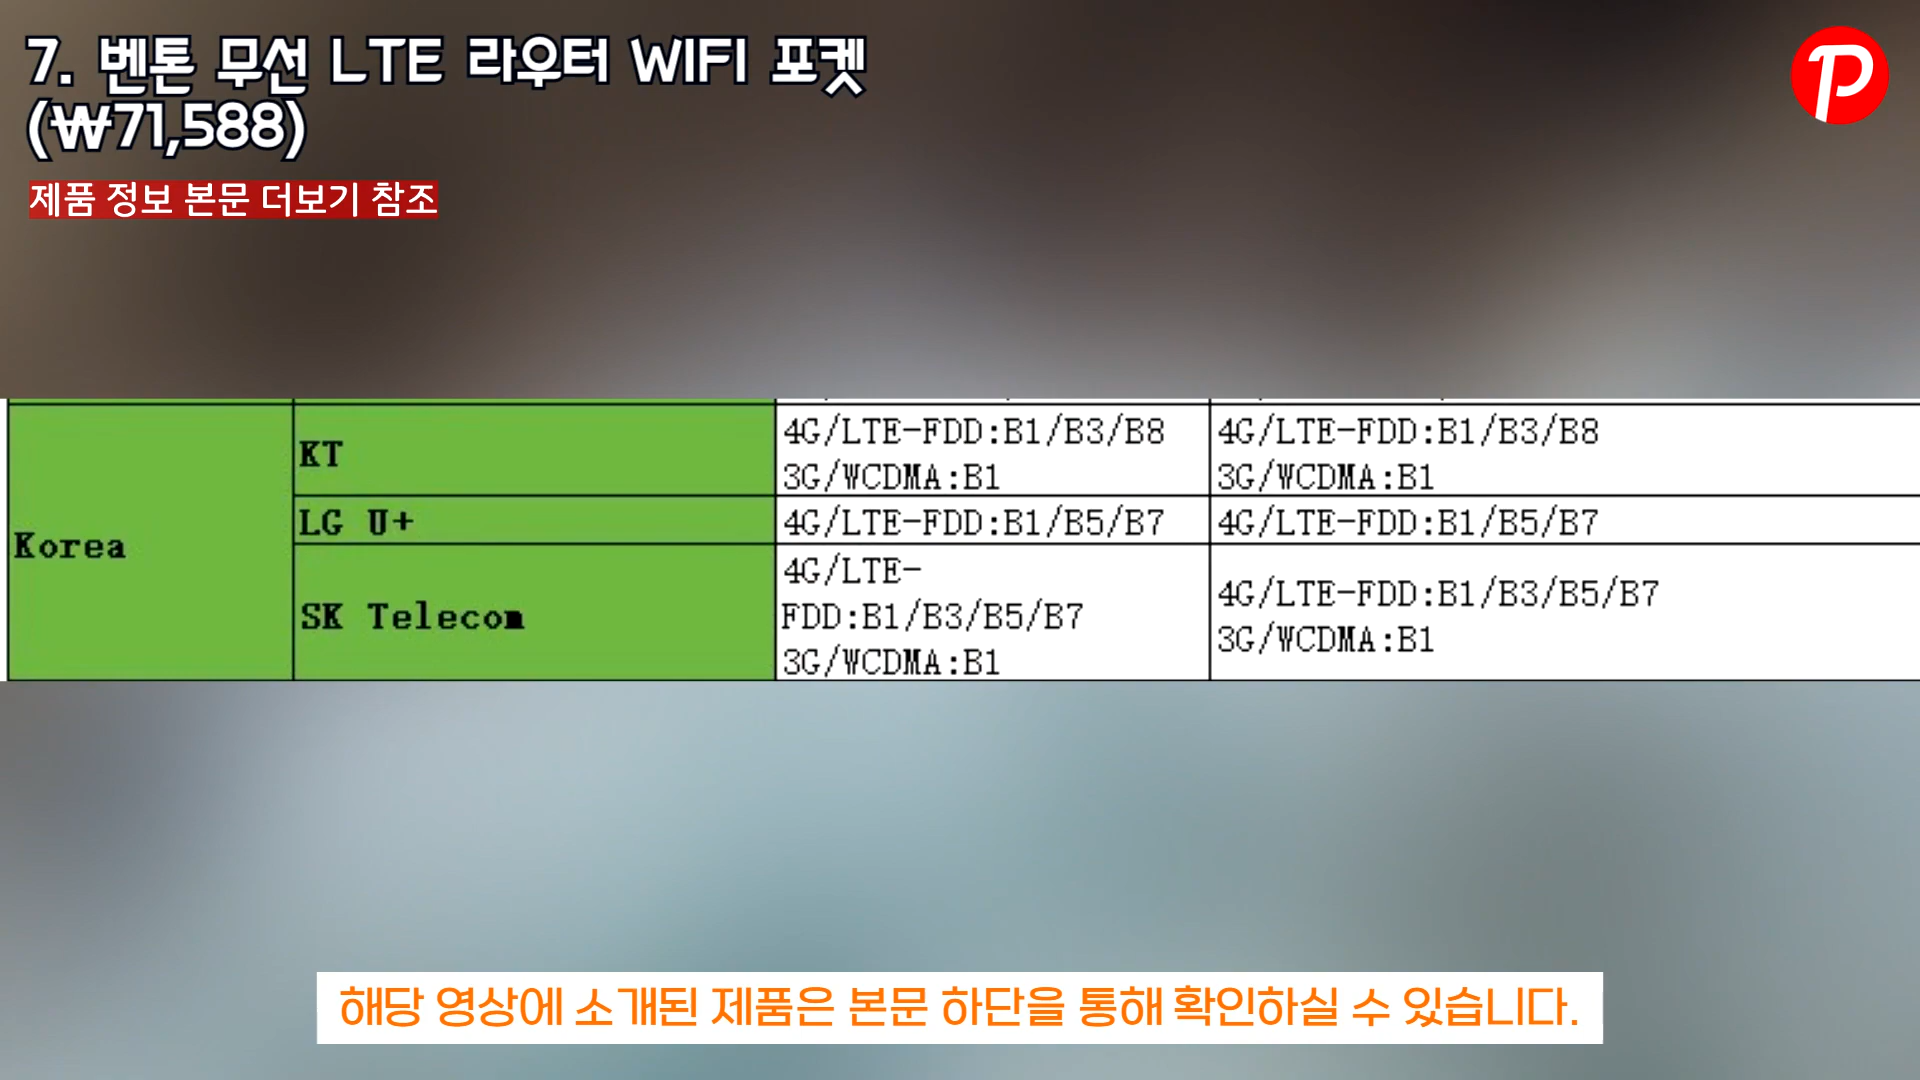 7. 벤톤 무선 LTE 라우터 WIFI 포켓
(₩71,588)
제품 정보 본문 더보기 참조
P
Korea
KT
4G/LTE-FDD:B1/B3/B8
3G/WCDMA:B1
4G/LTE-FDD:B1/B3/B8
3G/WCDMA:B1
LG U+
4G/LTE-FDD:B1/B5/B7
4G/LTE-FDD:B1/B5/B7
SK Telecom
4G/LTE-
FDD:B1/B3/B5/B7
3G/WCDMA:B1
4G/LTE-FDD:B1/B3/B5/B7
3G/WCDMA:B1
해당 영상에 소개된 제품은 본문 하단을 통해 확인하실 수 있습니다.